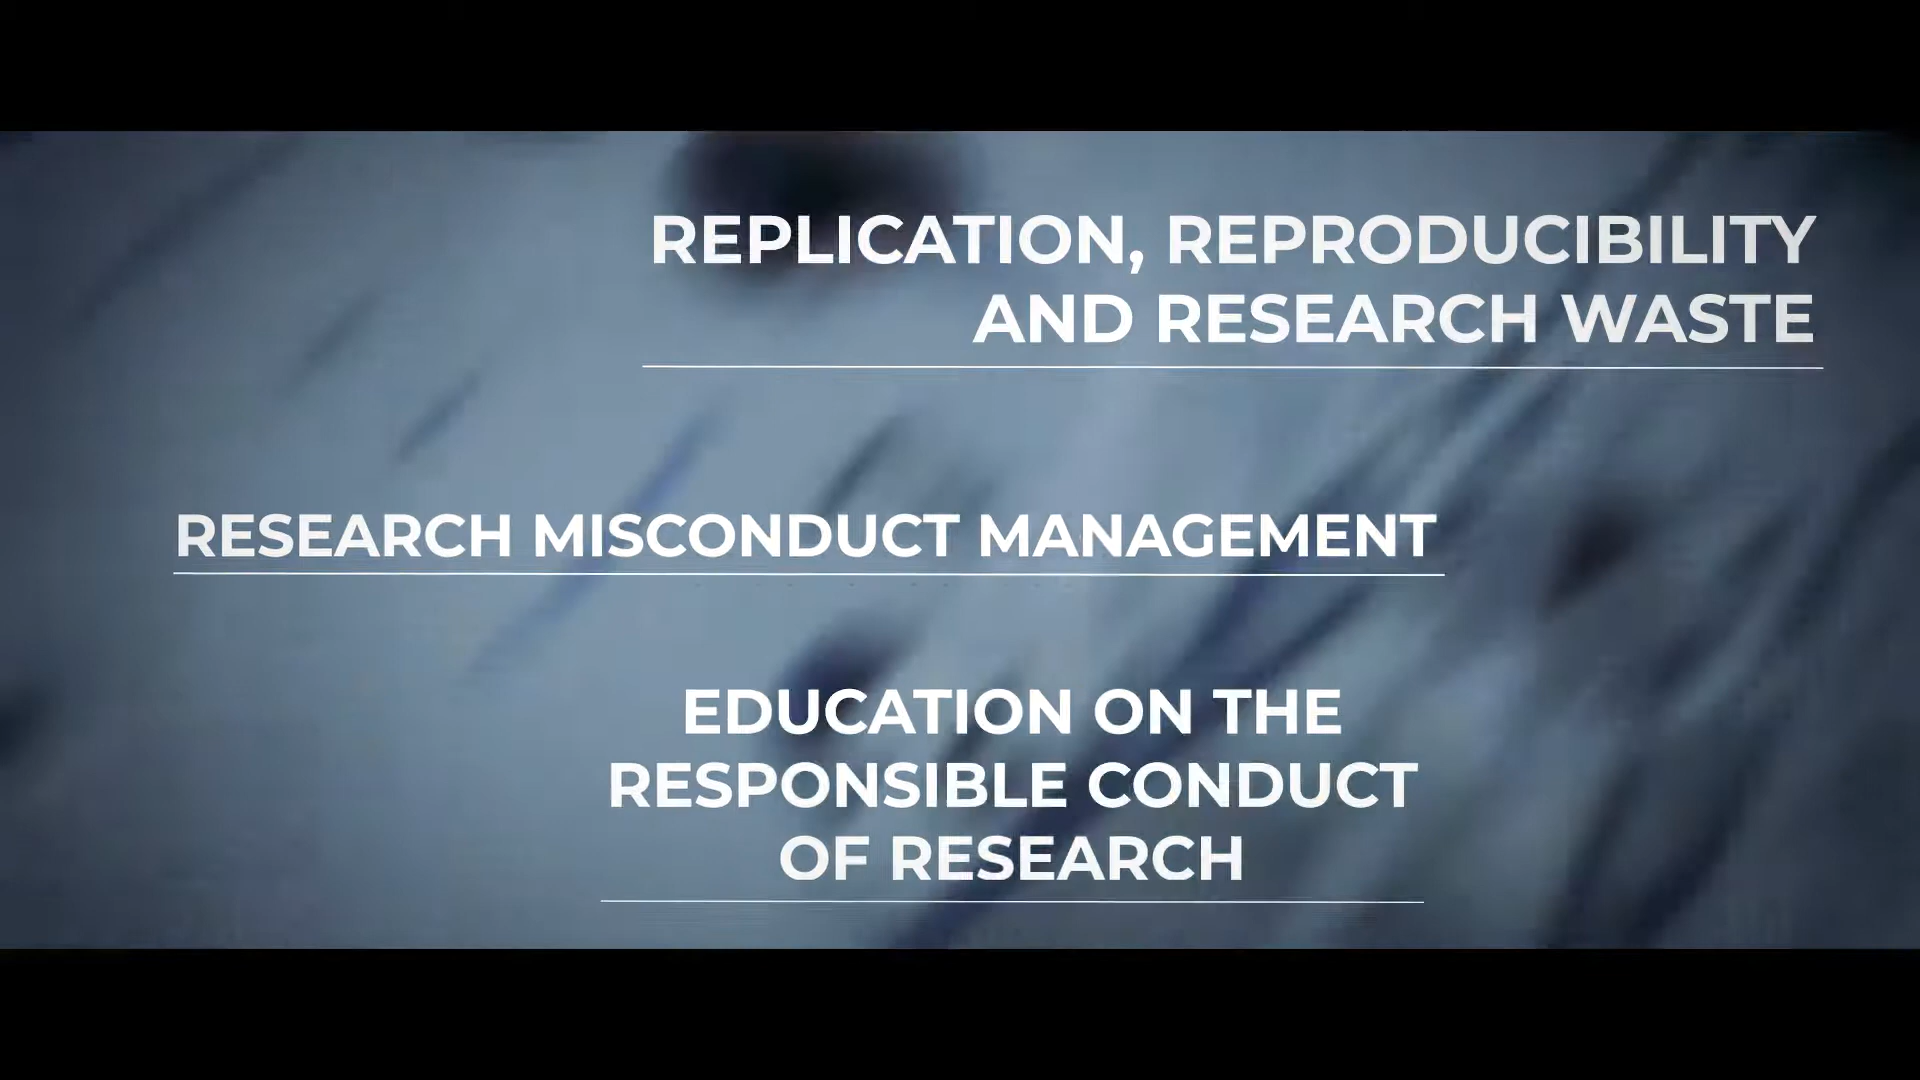 REPLICATION, REPRODUCIBILITY
AND RESEARCH WASTE
RESEARCH MISCONDUCT MANAGEMENT
EDUCATION ON THE
RESPONSIBLE CONDUCT
OF RESEARCH